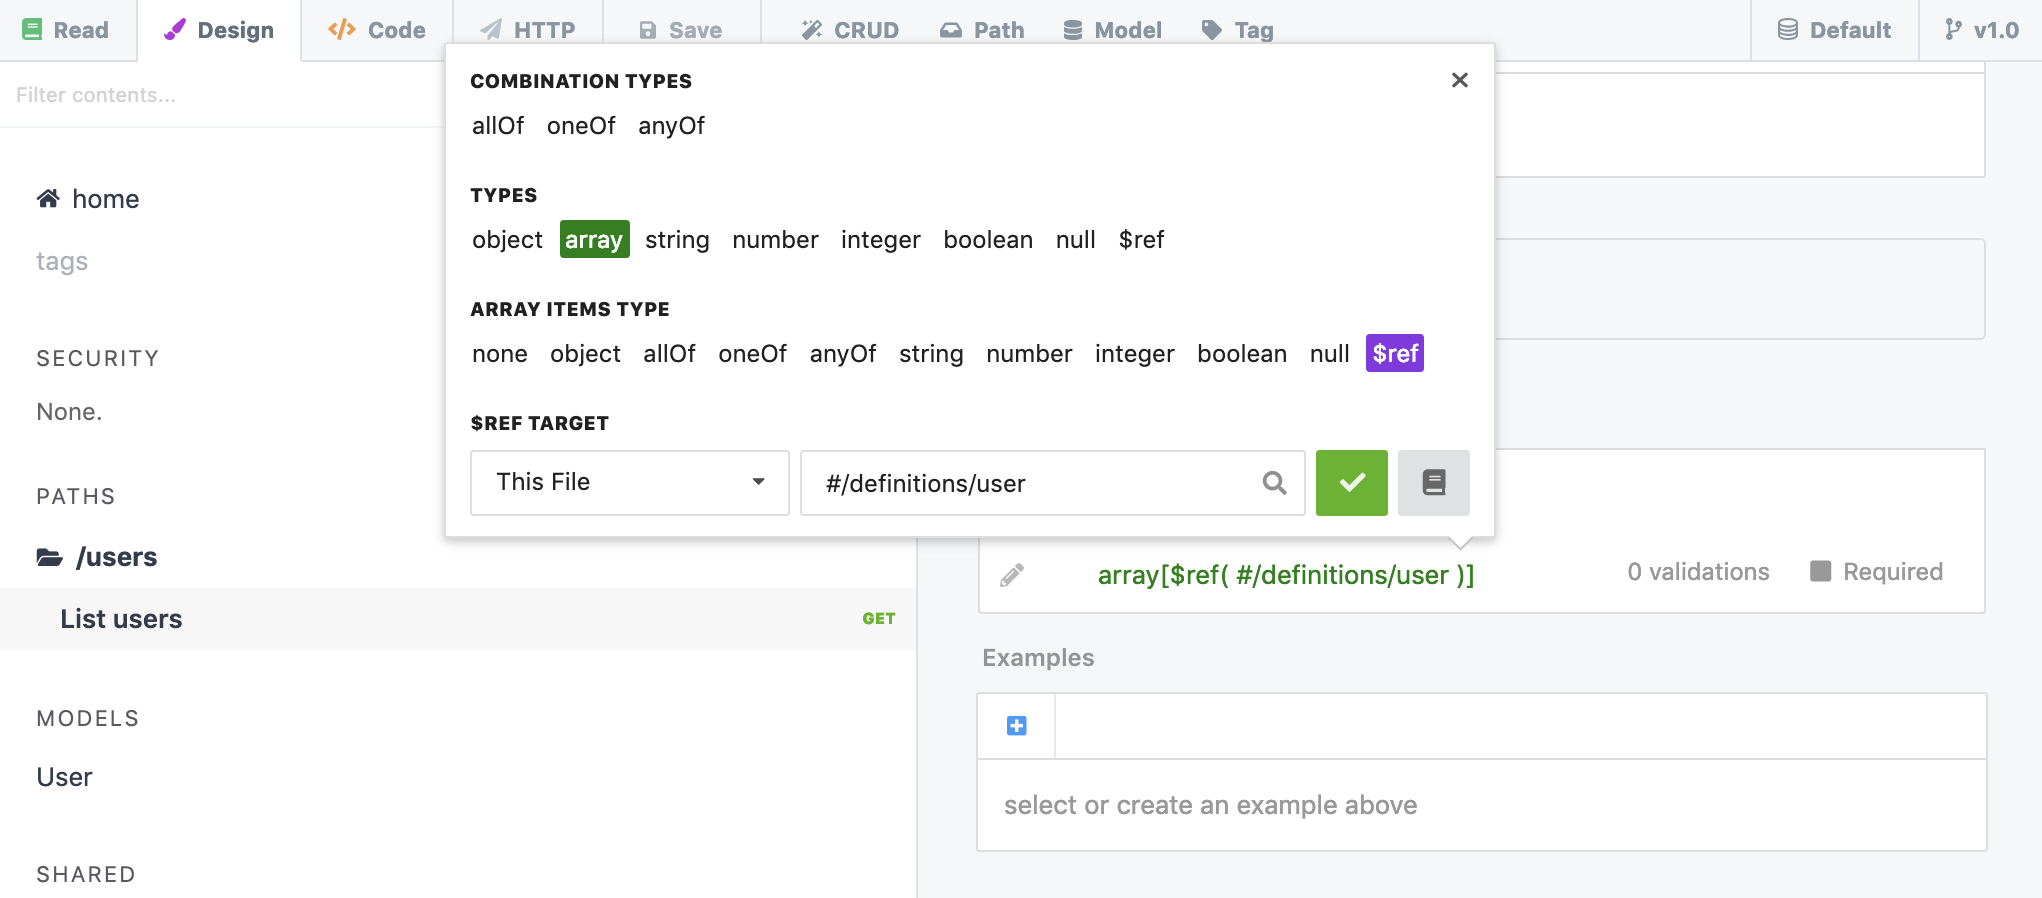 Read Design Code HTTP Save CRUD Path Model Tag Default v1.0
Filter contents...
home
tags
SECURITY
None.
PATHS
/users
List users GET
MODELS
User
SHARED
COMBINATION TYPES
allOf oneOf anyOf
TYPES
object array string number integer boolean null $ref
ARRAY ITEMS TYPE
none object allOf oneOf anyOf string number integer boolean null $ref
$REF TARGET
This File #/definitions/user
array[$ref( #/definitions/user )] 0 validations Required
Examples
select or create an example above